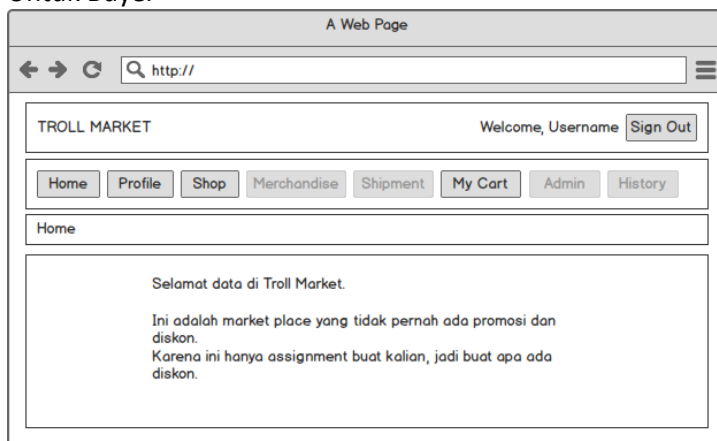 Untuk Buyer
A Web Page
http://
TROLL MARKET
Welcome, Username Sign Out
Home Profile Shop Merchandise Shipment My Cart Admin History
Home
Selamat data di Troll Market.
Ini adalah market place yang tidak pernah ada promosi dan
diskon.
Karena ini hanya assignment buat kalian, jadi buat apa ada
diskon.